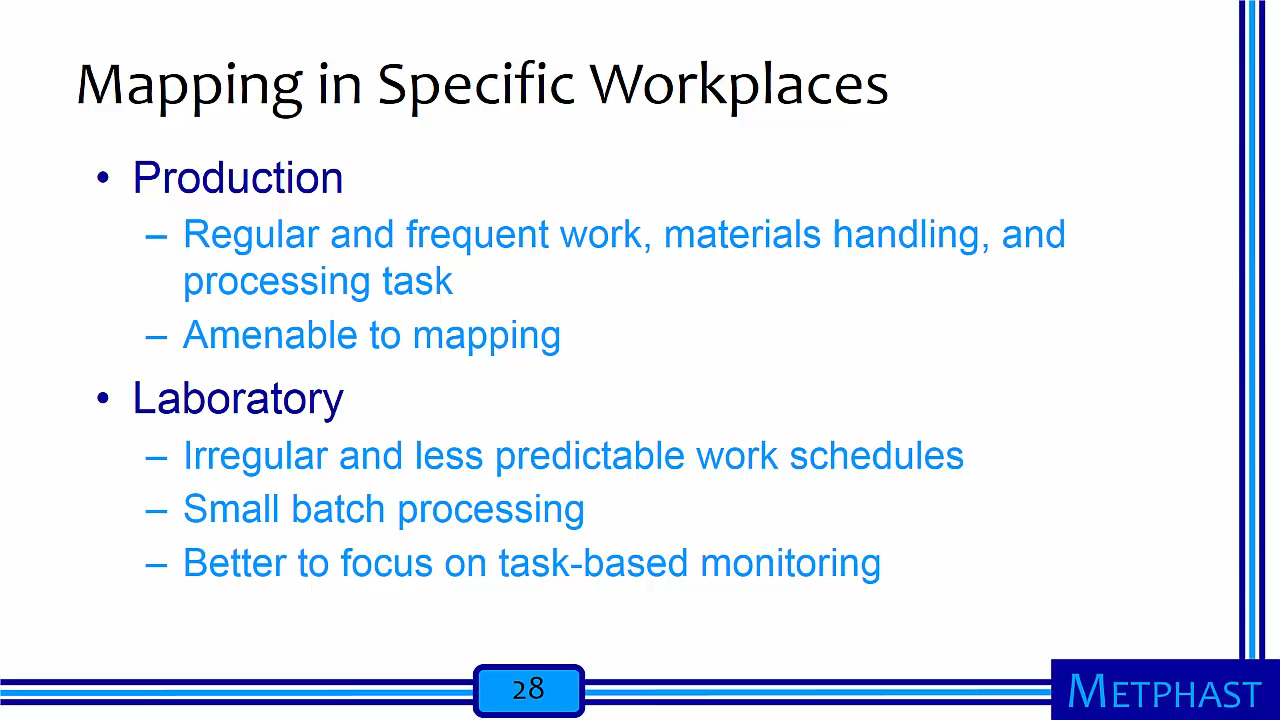 Mapping in Specific Workplaces
• Production
– Regular and frequent work, materials handling, and
processing task
– Amenable to mapping
• Laboratory
– Irregular and less predictable work schedules
– Small batch processing
– Better to focus on task-based monitoring
28
METPHAST